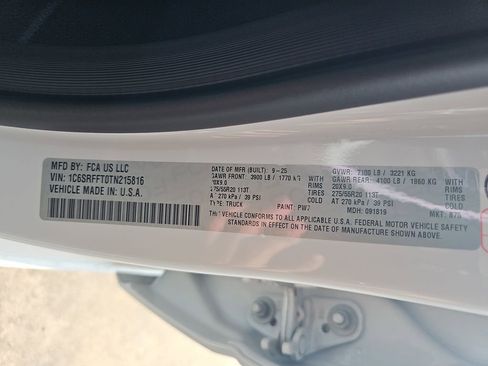 MFD BY: FCA US LLC
VIN: 1C6SRFFT0TN215816
VEHICLE MADE IN U.S.A.
DATE OF MFR (BUILT): 9-25
GAWR FRONT: 3900 LB / 1770 KG
20X9.0 RIMS
275/55R20 113T TIRES
AT 270 kPa / 39 PSI COLD
TYPE: TRUCK PAINT: PW7
GVWR: 7100 LB / 3221 KG
GAWR REAR: 4100 LB / 1860 KG
RIMS 20X9.0
TIRES 275/55R20 113T
COLD AT 270 kPa / 39 PSI
MDH: 091819 MKT:
THIS VEHICLE CONFORMS TO ALL APPLICABLE U.S.A. FEDERAL MOTOR VEHICLE SAFETY
STANDARDS IN EFFECT ON THE DATE OF MANUFACTURE SHOWN ABOVE.